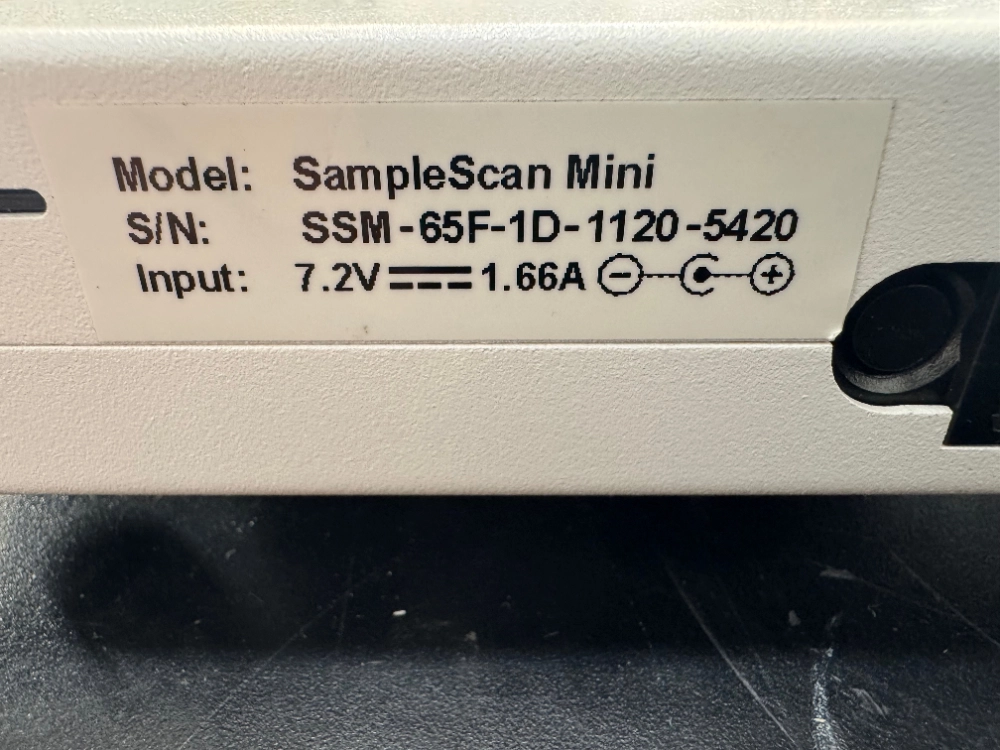 Model: SampleScan Mini
S/N: SSM-65F-1D-1120-5420
Input: 7.2V⎓1.66A